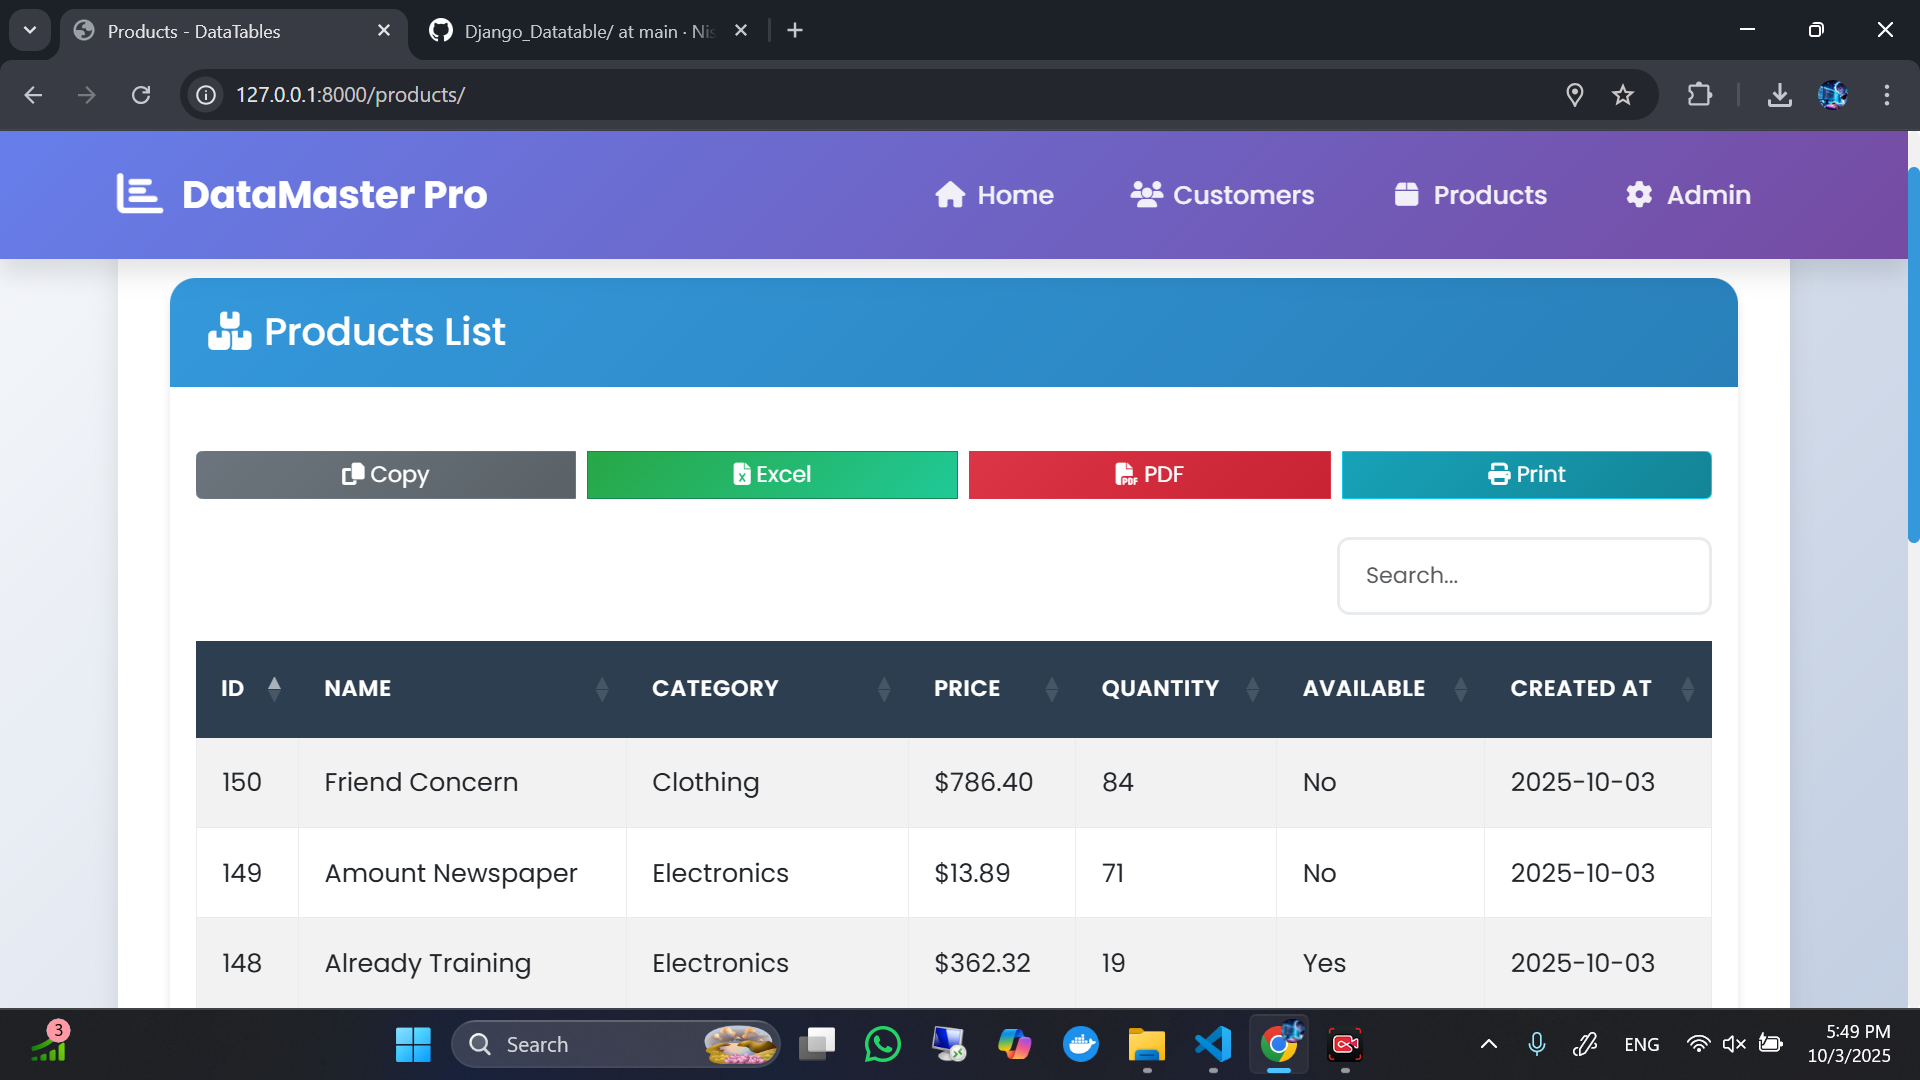 Products - DataTables
Django_Datatable/ at main · Nis
127.0.0.1:8000/products/
DataMaster Pro
Home
Customers
Products
Admin
Products List
Copy
Excel
PDF
Print
Search...
ID NAME CATEGORY PRICE QUANTITY AVAILABLE CREATED AT
150 Friend Concern Clothing $786.40 84 No 2025-10-03
149 Amount Newspaper Electronics $13.89 71 No 2025-10-03
148 Already Training Electronics $362.32 19 Yes 2025-10-03
3
Search
ENG
5:49 PM
10/3/2025